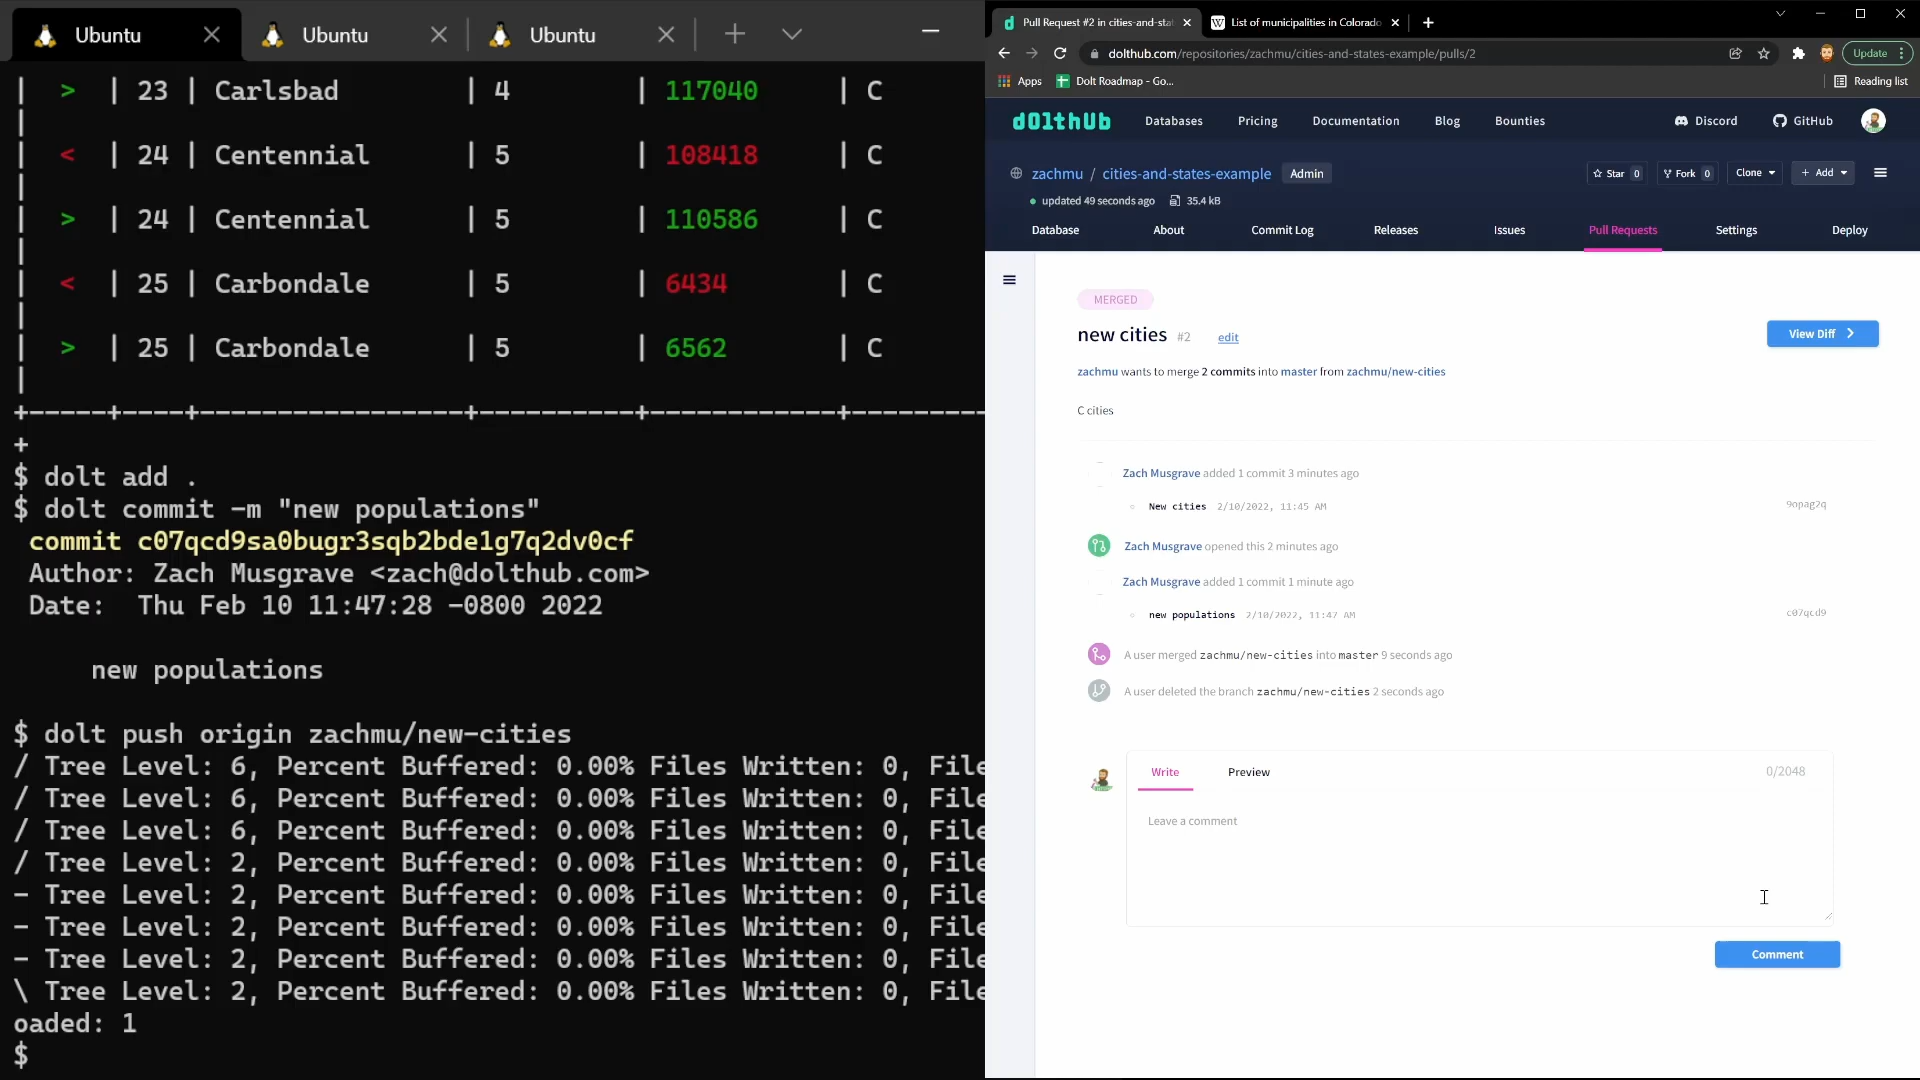 Ubuntu
Ubuntu
Ubuntu
| > | 23 | Carlsbad | 4 | 117040 | C
|
| < | 24 | Centennial | 5 | 108418 | C
|
| > | 24 | Centennial | 5 | 110586 | C
|
| < | 25 | Carbondale | 5 | 6434 | C
|
| > | 25 | Carbondale | 5 | 6562 | C
|
+-----+----+-----------------+----------+------------+---------
+
$ dolt add .
$ dolt commit -m "new populations"
commit c07qcd9sa0bugr3sqb2bde1g7q2dv0cf
Author: Zach Musgrave <zach@dolthub.com>
Date: Thu Feb 10 11:47:28 -0800 2022
new populations
$ dolt push origin zachmu/new-cities
/ Tree Level: 6, Percent Buffered: 0.00% Files Written: 0, File
/ Tree Level: 6, Percent Buffered: 0.00% Files Written: 0, File
/ Tree Level: 6, Percent Buffered: 0.00% Files Written: 0, File
/ Tree Level: 2, Percent Buffered: 0.00% Files Written: 0, File
- Tree Level: 2, Percent Buffered: 0.00% Files Written: 0, File
- Tree Level: 2, Percent Buffered: 0.00% Files Written: 0, File
- Tree Level: 2, Percent Buffered: 0.00% Files Written: 0, File
\ Tree Level: 2, Percent Buffered: 0.00% Files Written: 0, File
oaded: 1
$
Pull Request #2 in cities-and-sta
List of municipalities in Colorado
dolthub.com/repositories/zachmu/cities-and-states-example/pulls/2
Update
Apps
Dolt Roadmap - Go...
Reading list
d0lthub
Databases
Pricing
Documentation
Blog
Bounties
Discord
GitHub
zachmu / cities-and-states-example
Admin
Star 0
Fork 0
Clone
+ Add
updated 49 seconds ago
35.4 kB
Database
About
Commit Log
Releases
Issues
Pull Requests
Settings
Deploy
MERGED
new cities #2 edit
View Diff
zachmu wants to merge 2 commits into master from zachmu/new-cities
C cities
Zach Musgrave added 1 commit 3 minutes ago
New cities 2/10/2022, 11:45 AM
9opag2q
Zach Musgrave opened this 2 minutes ago
Zach Musgrave added 1 commit 1 minute ago
new populations 2/10/2022, 11:47 AM
c07qcd9
A user merged zachmu/new-cities into master 9 seconds ago
A user deleted the branch zachmu/new-cities 2 seconds ago
Write
Preview
0/2048
Leave a comment
Comment